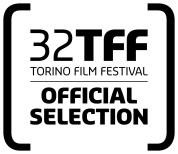 32TFF
TORINO FILM FESTIVAL
OFFICIAL
SELECTION